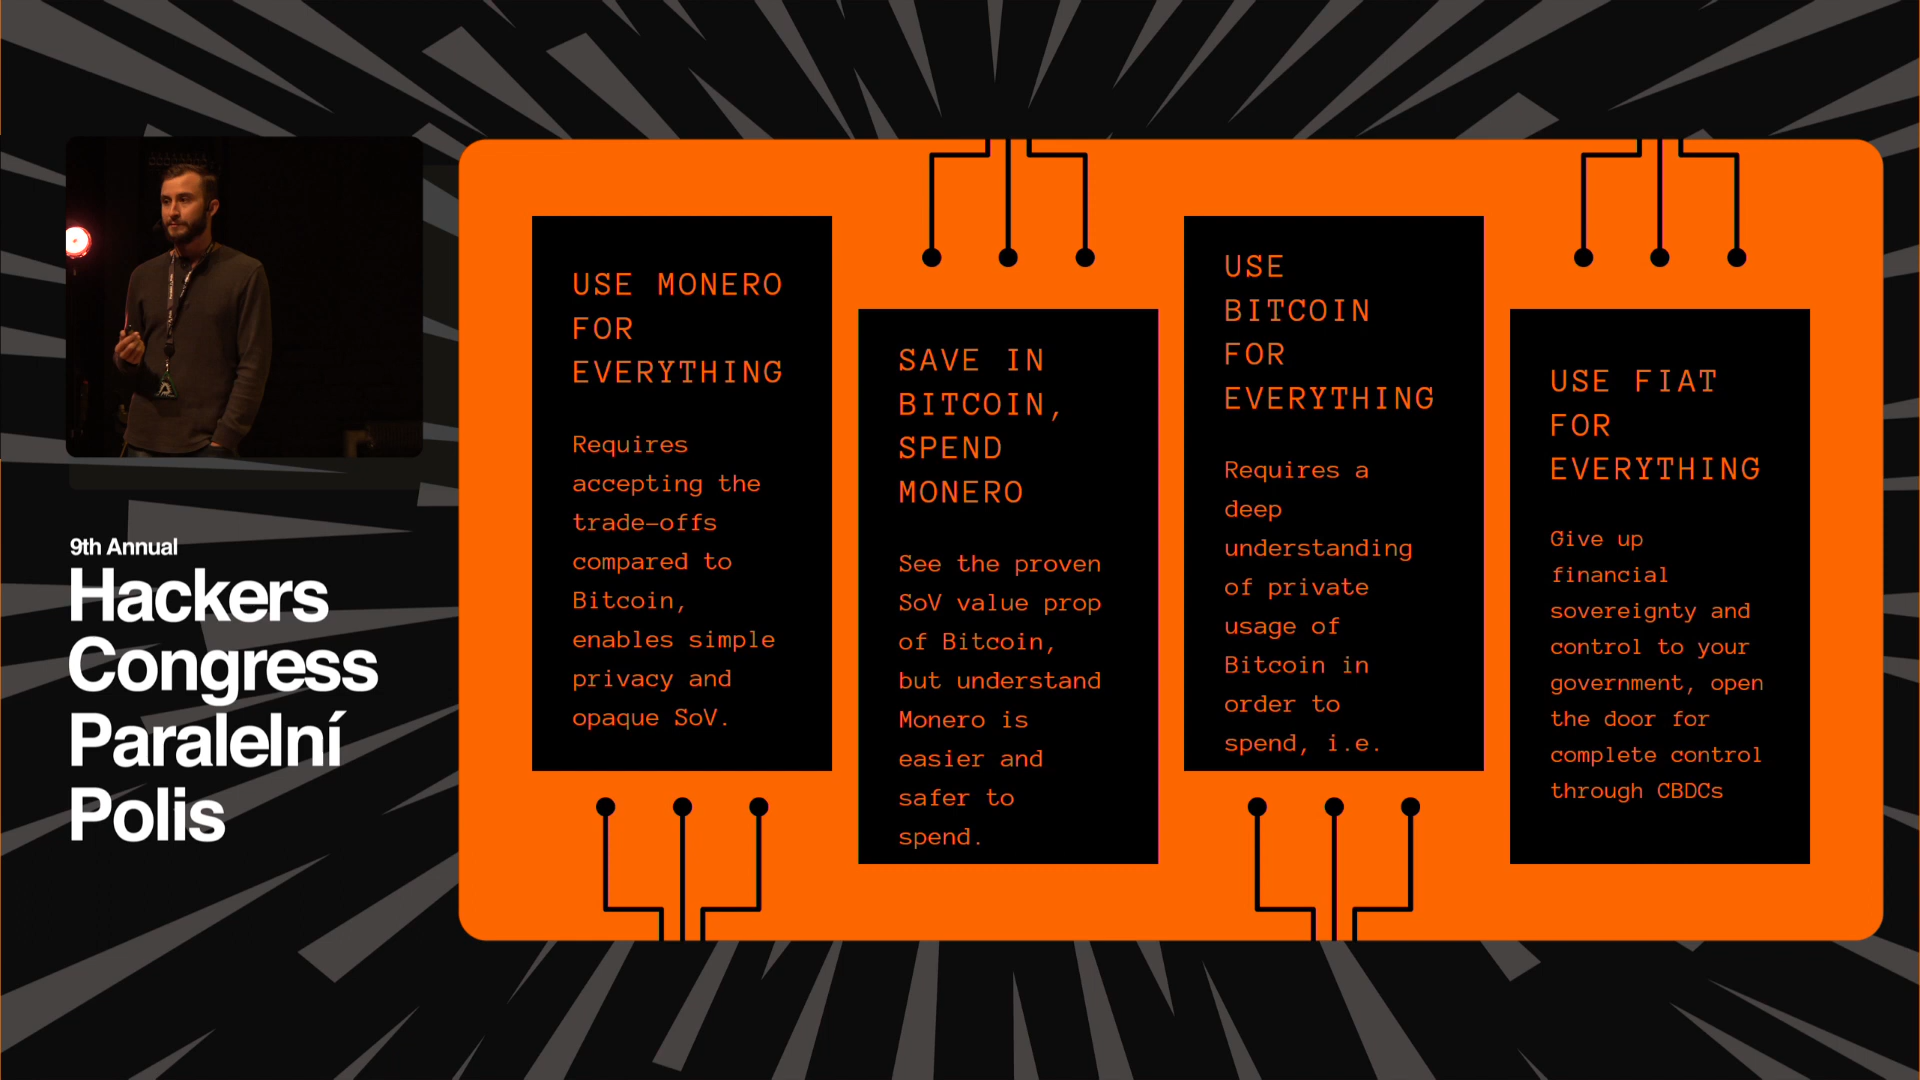 9th Annual
Hackers
Congress
Paralelní
Polis
USE MONERO
FOR
EVERYTHING
Requires
accepting the
trade-offs
compared to
Bitcoin,
enables simple
privacy and
opaque SoV.
SAVE IN
BITCOIN,
SPEND
MONERO
See the proven
SoV value prop
of Bitcoin,
but understand
Monero is
easier and
safer to
spend.
USE
BITCOIN
FOR
EVERYTHING
Requires a
deep
understanding
of private
usage of
Bitcoin in
order to
spend, i.e.
USE FIAT
FOR
EVERYTHING
Give up
financial
sovereignty and
control to your
government, open
the door for
complete control
through CBDCs